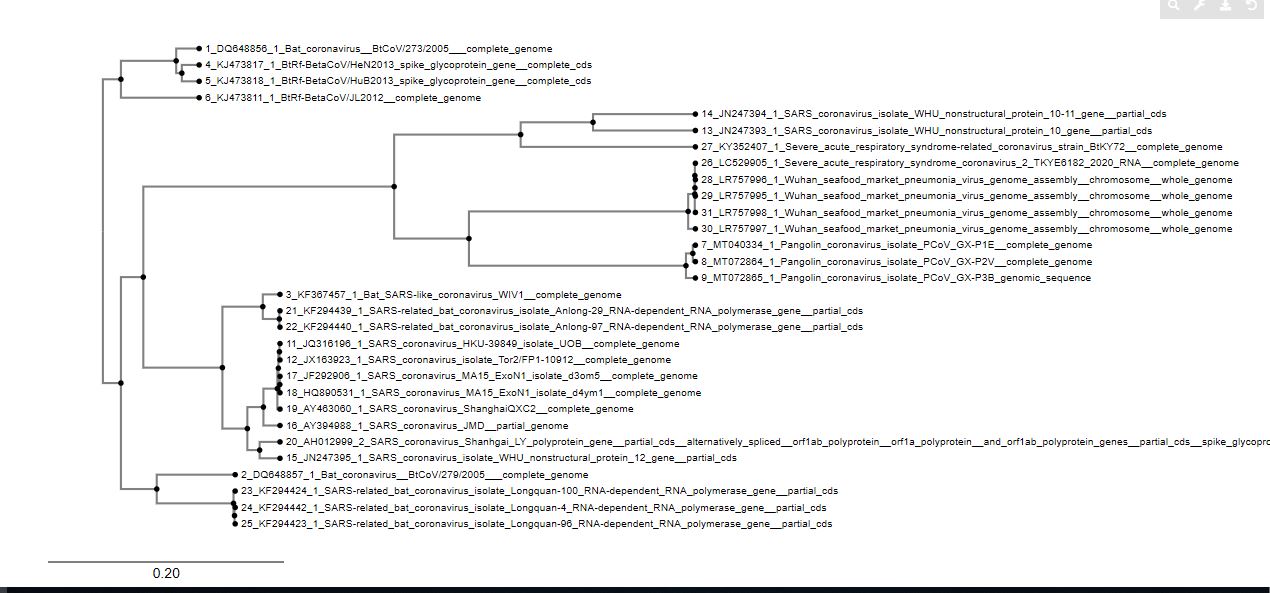 1_DQ648856_1_Bat_coronavirus__BtCoV/273/2005___complete_genome
4_KJ473817_1_BtRf-BetaCoV/HeN2013_spike_glycoprotein_gene__complete_cds
5_KJ473818_1_BtRf-BetaCoV/HuB2013_spike_glycoprotein_gene__complete_cds
6_KJ473811_1_BtRf-BetaCoV/JL2012__complete_genome
14_JN247394_1_SARS_coronavirus_isolate_WHU_nonstructural_protein_10-11_gene__partial_cds
13_JN247393_1_SARS_coronavirus_isolate_WHU_nonstructural_protein_10_gene__partial_cds
27_KY352407_1_Severe_acute_respiratory_syndrome-related_coronavirus_strain_BtKY72__complete_genome
26_LC529905_1_Severe_acute_respiratory_syndrome_coronavirus_2_TKYE6182_2020_RNA__complete_genome
28_LR757996_1_Wuhan_seafood_market_pneumonia_virus_genome_assembly__chromosome__whole_genome
29_LR757995_1_Wuhan_seafood_market_pneumonia_virus_genome_assembly__chromosome__whole_genome
31_LR757998_1_Wuhan_seafood_market_pneumonia_virus_genome_assembly__chromosome__whole_genome
30_LR757997_1_Wuhan_seafood_market_pneumonia_virus_genome_assembly__chromosome__whole_genome
7_MT040334_1_Pangolin_coronavirus_isolate_PCoV_GX-P1E__complete_genome
8_MT072864_1_Pangolin_coronavirus_isolate_PCoV_GX-P2V__complete_genome
9_MT072865_1_Pangolin_coronavirus_isolate_PCoV_GX-P3B_genomic_sequence
3_KF367457_1_Bat_SARS-like_coronavirus_WIV1__complete_genome
21_KF294439_1_SARS-related_bat_coronavirus_isolate_Anlong-29_RNA-dependent_RNA_polymerase_gene__partial_cds
22_KF294440_1_SARS-related_bat_coronavirus_isolate_Anlong-97_RNA-dependent_RNA_polymerase_gene__partial_cds
11_JQ316196_1_SARS_coronavirus_HKU-39849_isolate_UOB__complete_genome
12_JX163923_1_SARS_coronavirus_isolate_Tor2/FP1-10912__complete_genome
17_JF292906_1_SARS_coronavirus_MA15_ExoN1_isolate_d3om5__complete_genome
18_HQ890531_1_SARS_coronavirus_MA15_ExoN1_isolate_d4ym1__complete_genome
19_AY463060_1_SARS_coronavirus_ShanghaiQXC2__complete_genome
16_AY394988_1_SARS_coronavirus_JMD__partial_genome
20_AH012999_2_SARS_coronavirus_Shanhgai_LY_polyprotein_gene__partial_cds__alternatively_spliced__orf1ab_polyprotein__orf1a_polyprotein__and_orf1ab_polyprotein_genes__partial_cds__spike_glycopro
15_JN247395_1_SARS_coronavirus_isolate_WHU_nonstructural_protein_12_gene__partial_cds
2_DQ648857_1_Bat_coronavirus__BtCoV/279/2005___complete_genome
23_KF294424_1_SARS-related_bat_coronavirus_isolate_Longquan-100_RNA-dependent_RNA_polymerase_gene__partial_cds
24_KF294442_1_SARS-related_bat_coronavirus_isolate_Longquan-4_RNA-dependent_RNA_polymerase_gene__partial_cds
25_KF294423_1_SARS-related_bat_coronavirus_isolate_Longquan-96_RNA-dependent_RNA_polymerase_gene__partial_cds
0.20